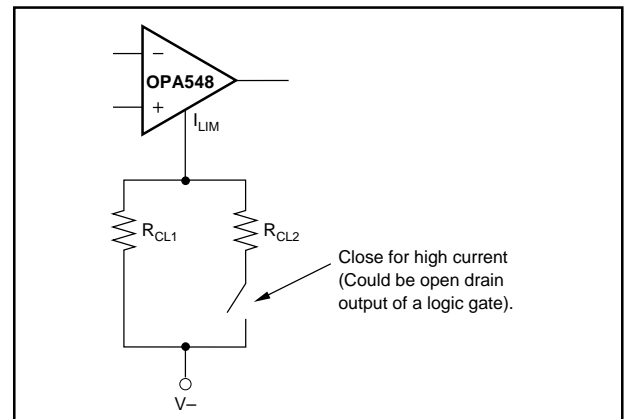 −
OPA548
+
I_LIM
R_CL1
R_CL2
Close for high current
(Could be open drain
output of a logic gate).
V–